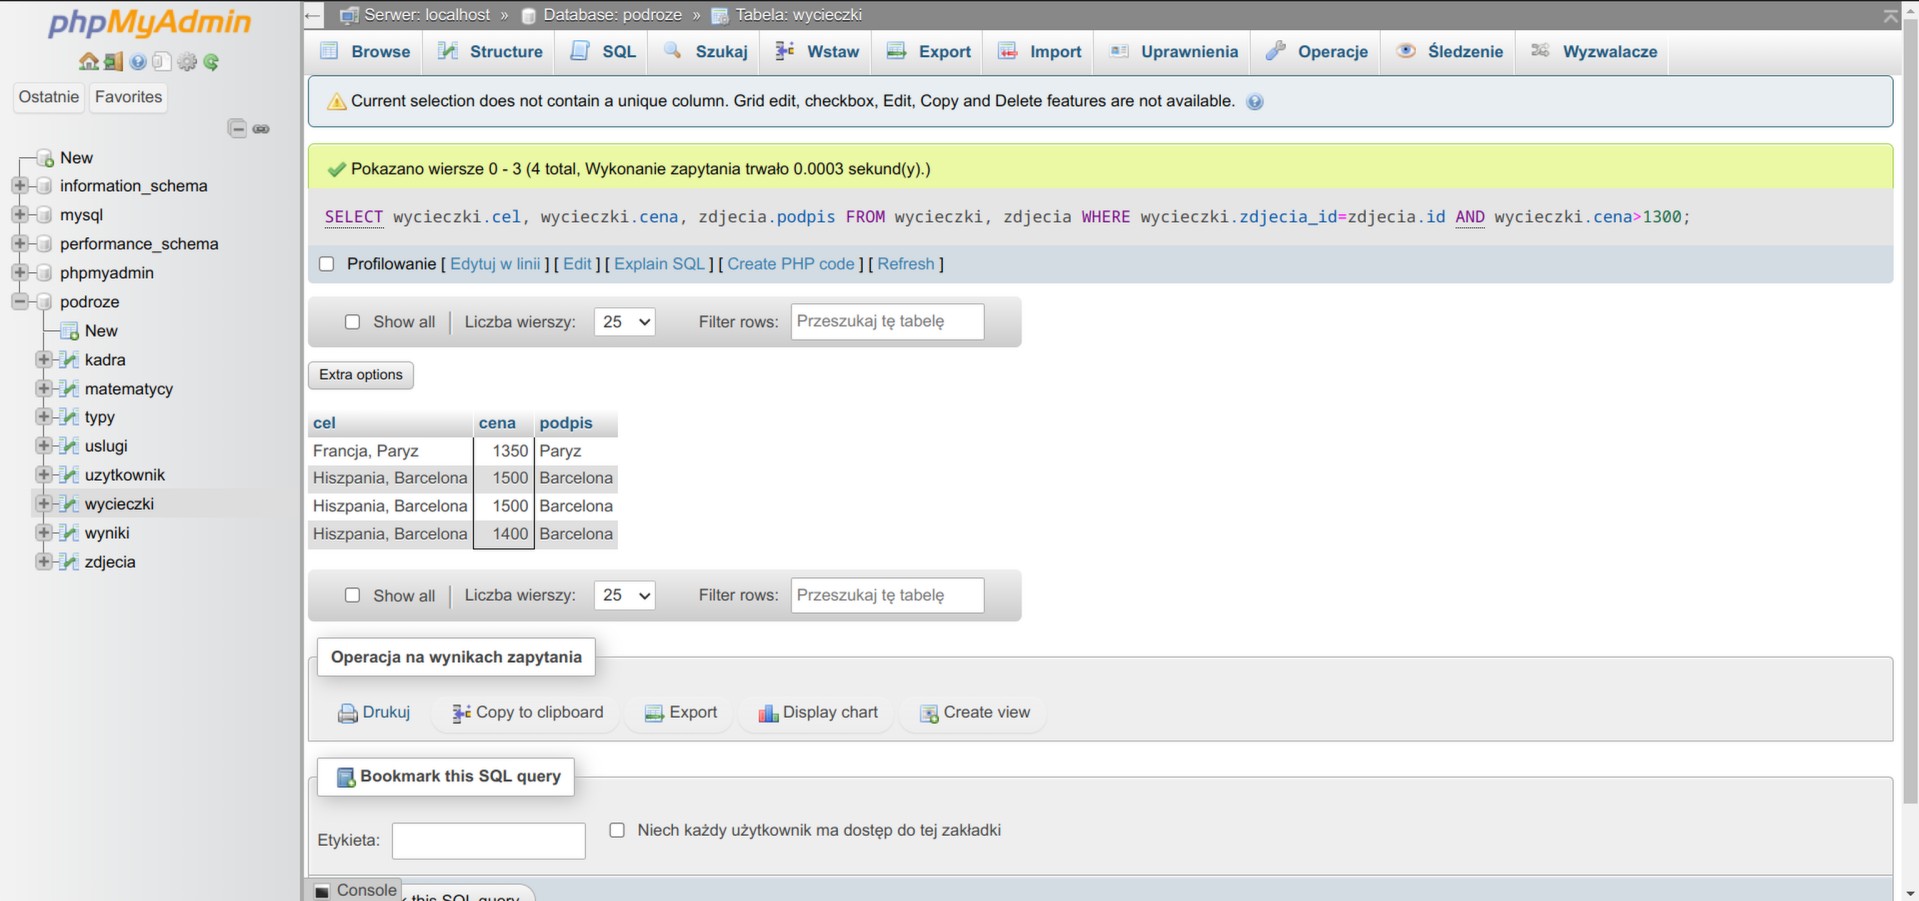 phpMyAdmin
Ostatnie Favorites
New
information_schema
mysql
performance_schema
phpmyadmin
podroze
New
kadra
matematycy
typy
uslugi
uzytkownik
wycieczki
wyniki
zdjecia
Serwer: localhost » Database: podroze » Tabela: wycieczki
Browse Structure SQL Szukaj Wstaw Export Import Uprawnienia Operacje Śledzenie Wyzwalacze
Current selection does not contain a unique column. Grid edit, checkbox, Edit, Copy and Delete features are not available.
Pokazano wiersze 0 - 3 (4 total, Wykonanie zapytania trwało 0.0003 sekund(y).)
SELECT wycieczki.cel, wycieczki.cena, zdjecia.podpis FROM wycieczki, zdjecia WHERE wycieczki.zdjecia_id=zdjecia.id AND wycieczki.cena>1300;
Profilowanie [ Edytuj w linii ] [ Edit ] [ Explain SQL ] [ Create PHP code ] [ Refresh ]
Show all Liczba wierszy: 25 Filter rows: Przeszukaj tę tabelę
Extra options
cel cena podpis
Francja, Paryz 1350 Paryz
Hiszpania, Barcelona 1500 Barcelona
Hiszpania, Barcelona 1500 Barcelona
Hiszpania, Barcelona 1400 Barcelona
Show all Liczba wierszy: 25 Filter rows: Przeszukaj tę tabelę
Operacja na wynikach zapytania
Drukuj Copy to clipboard Export Display chart Create view
Bookmark this SQL query
Etykieta: Niech każdy użytkownik ma dostęp do tej zakładki
Console this SQL query